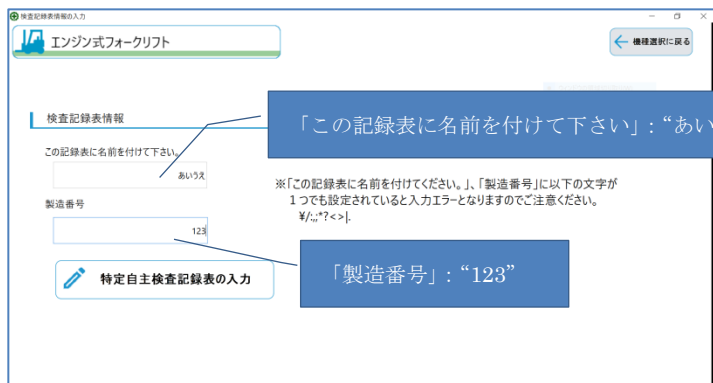 検査記録表情報の入力
エンジン式フォークリフト
機種選択に戻る
検査記録表情報
「この記録表に名前を付けて下さい」:“あい
この記録表に名前を付けて下さい。
あいうえ
※「この記録表に名前を付けてください。」、「製造番号」に以下の文字が
1つでも設定されていると入力エラーとなりますのでご注意ください。
¥/:;*?<>|.
製造番号
123
「製造番号」:“123”
特定自主検査記録表の入力